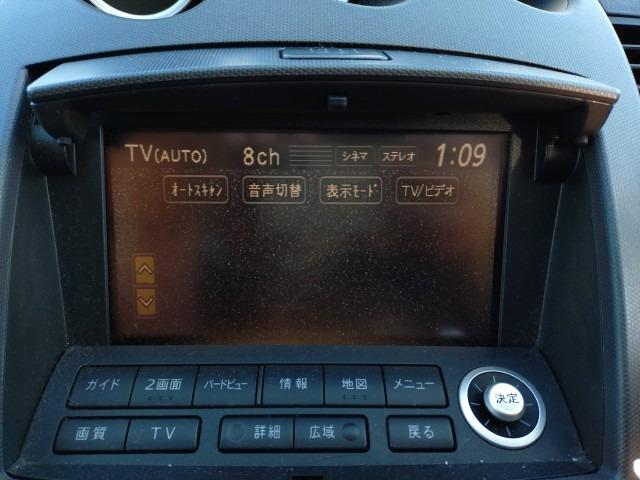 TV(AUTO) 8ch シネマ ステレオ 1:09
オートスキャン 音声切替 表示モード TV/ビデオ
ガイド 2画面 バードビュー 情報 地図 メニュー
決定
画質 TV 詳細 広域 戻る